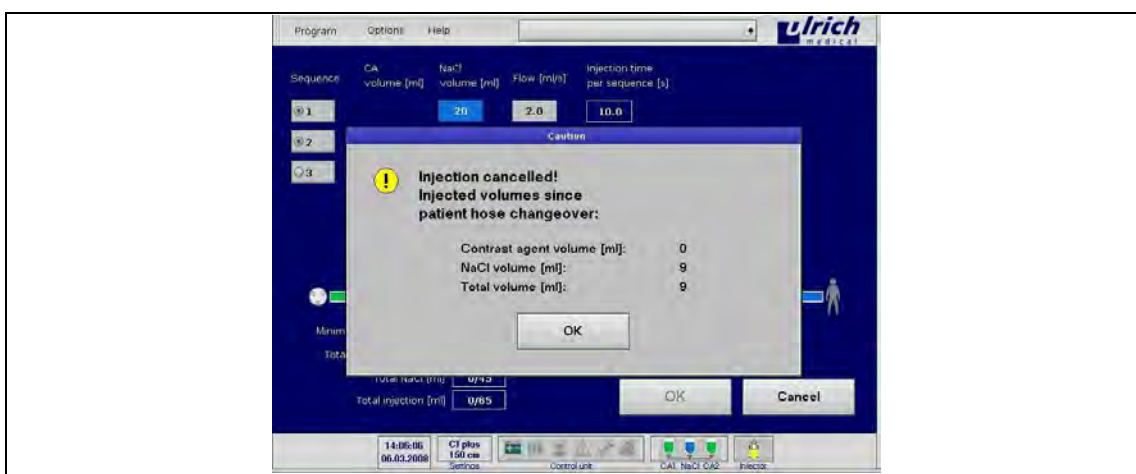 Program Options Help
ulrich
medical
Sequence CA volume [ml] NaCl volume [ml] Flow [ml/s] Injection time per sequence [s]
1 20 2.0 10.0
2
3
Caution
Injection cancelled!
Injected volumes since
patient hose changeover:
Contrast agent volume [ml]: 0
NaCl volume [ml]: 9
Total volume [ml]: 9
OK
Minim
Tota
Total NaCl [ml] 0/45
Total injection [ml] 0/65
OK Cancel
14:05:06
06.03.2008
CT plus
150 cm
Settings Control unit CA1 NaCl CA2 Injector